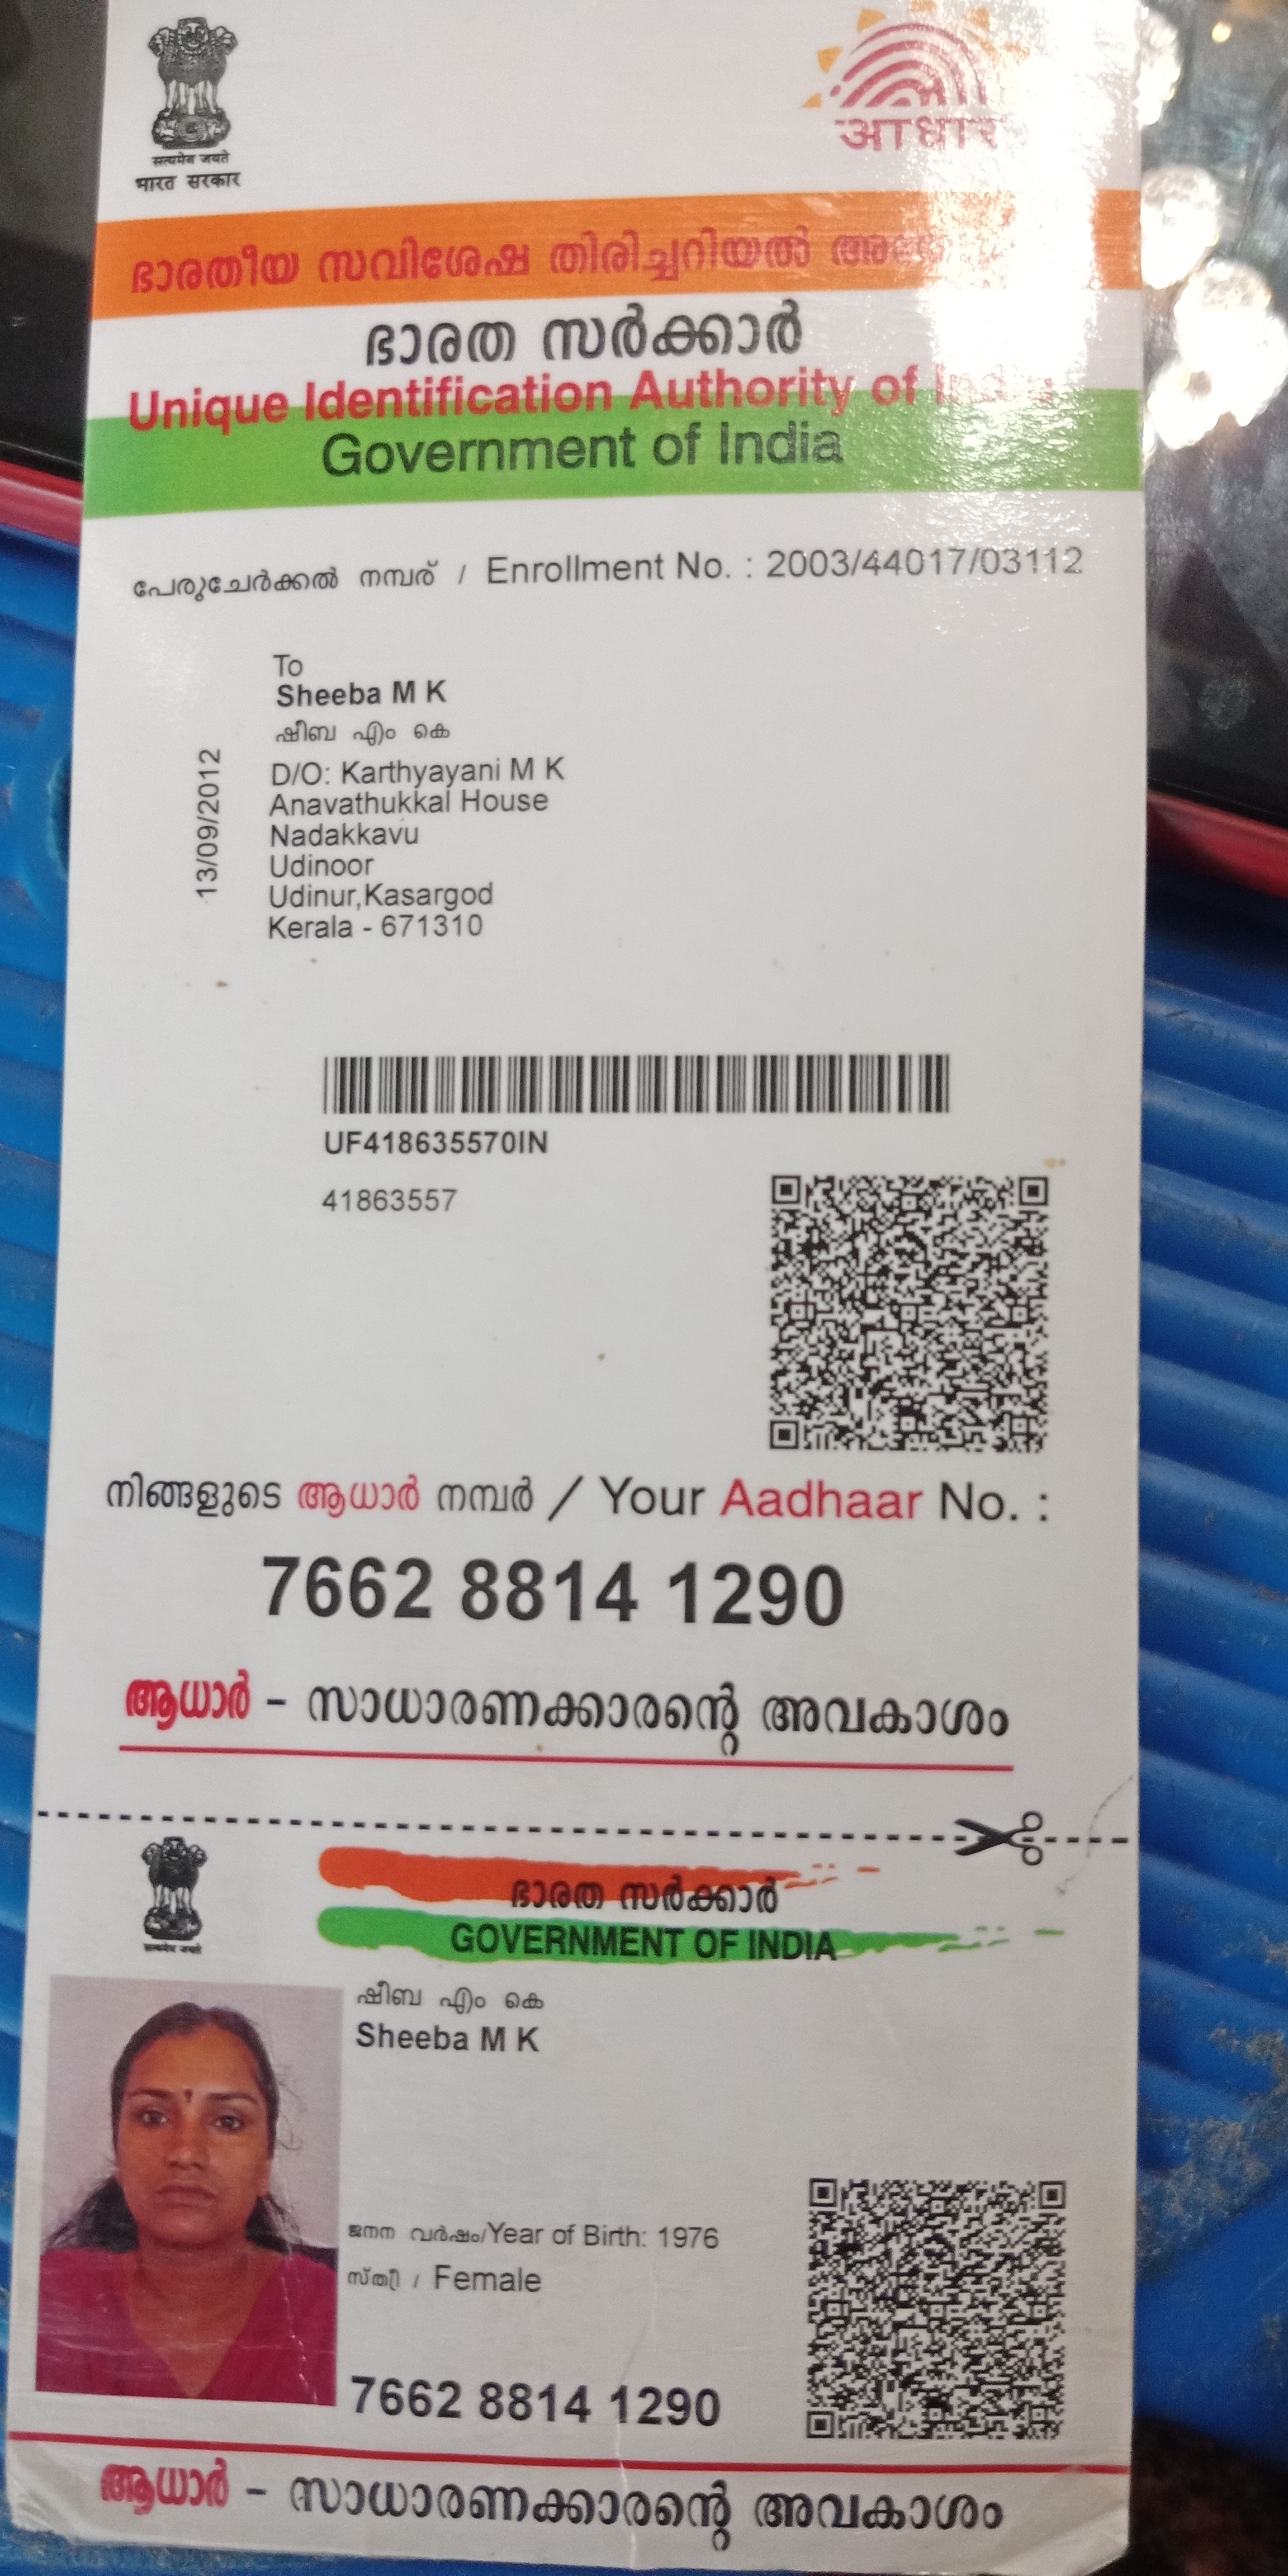 सत्यमेव जयते
भारत सरकार
आधार
ഭാരതീയ സവിശേഷ തിരിച്ചറിയൽ
ഭാരത സർക്കാർ
Unique Identification Authority of India
Government of India
പേരുചേർക്കൽ നമ്പര് / Enrollment No. : 2003/44017/03112
To
Sheeba M K
ഷീബ എം കെ
D/O: Karthyayani M K
Anavathukkal House
Nadakkavu
Udinoor
Udinur,Kasargod
Kerala - 671310
13/09/2012
UF418635570IN
41863557
നിങ്ങളുടെ ആധാർ നമ്പർ / Your Aadhaar No. :
7662 8814 1290
ആധാർ - സാധാരണക്കാരന്റെ അവകാശം
सत्यमेव जयते
ഭാരത സർക്കാർ
GOVERNMENT OF INDIA
ഷീബ എം കെ
Sheeba M K
ജനന വർഷം/Year of Birth: 1976
സ്ത്രീ / Female
7662 8814 1290
ആധാർ - സാധാരണക്കാരന്റെ അവകാശം